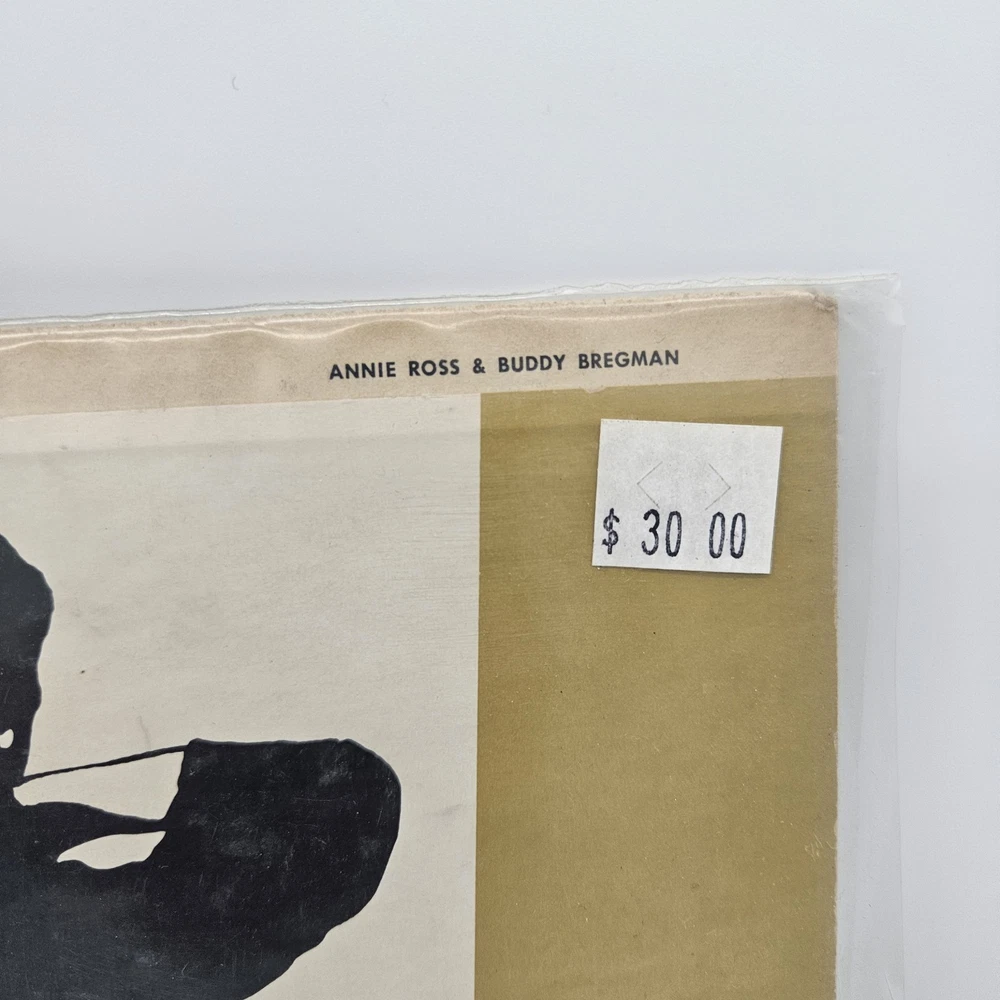 ANNIE ROSS & BUDDY BREGMAN
$ 30 00